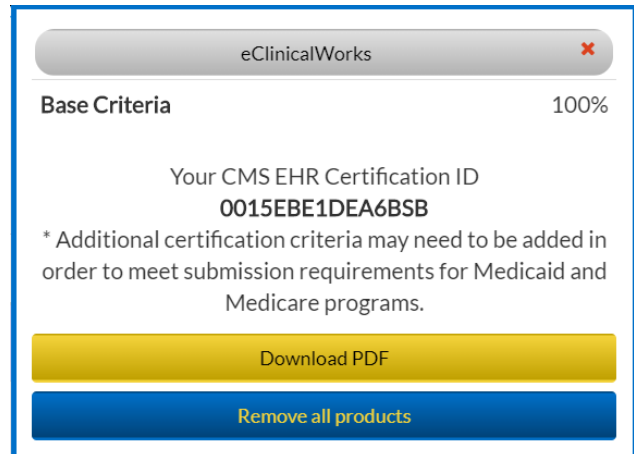 eClinicalWorks
Base Criteria 100%
Your CMS EHR Certification ID
0015EBE1DEA6BSB
* Additional certification criteria may need to be added in
order to meet submission requirements for Medicaid and
Medicare programs.
Download PDF
Remove all products